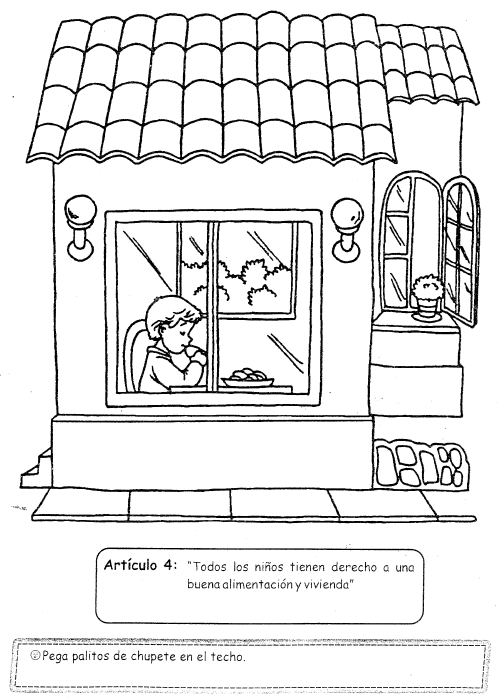 Artículo 4: "Todos los niños tienen derecho a una
buena alimentación y vivienda"
Pega palitos de chupete en el techo.